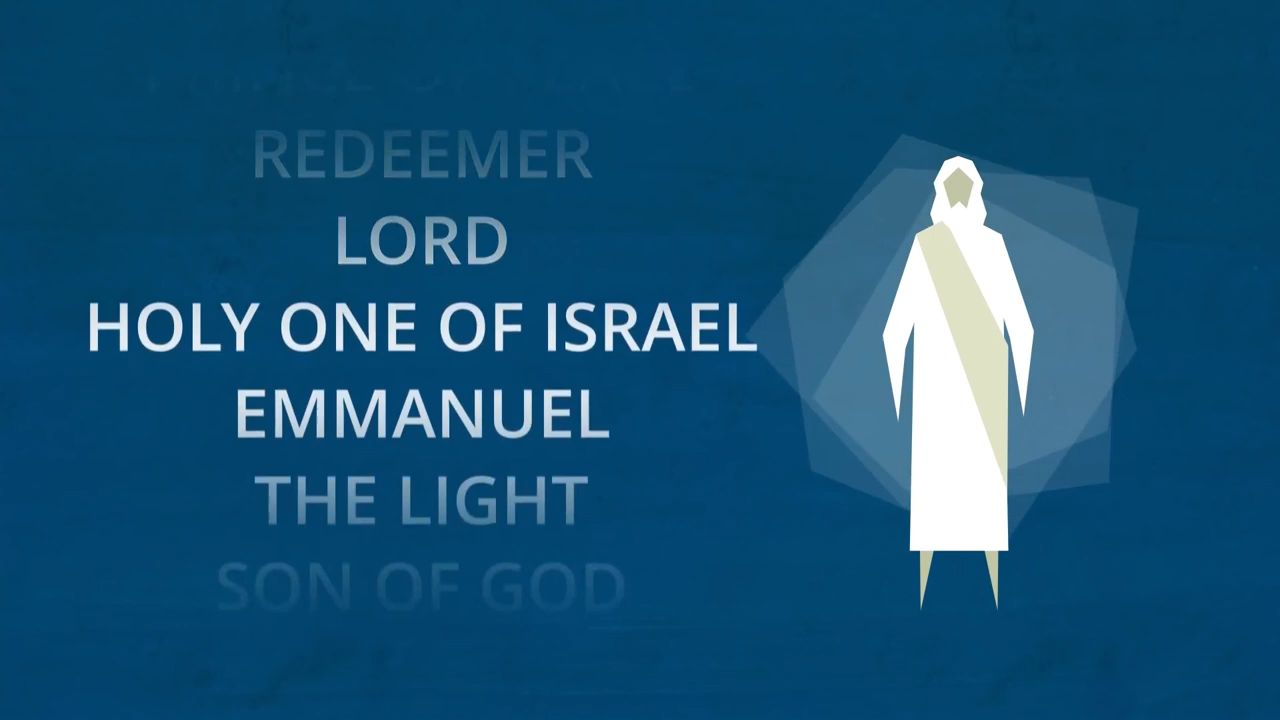 REDEEMER
LORD
HOLY ONE OF ISRAEL
EMMANUEL
THE LIGHT
SON OF GOD